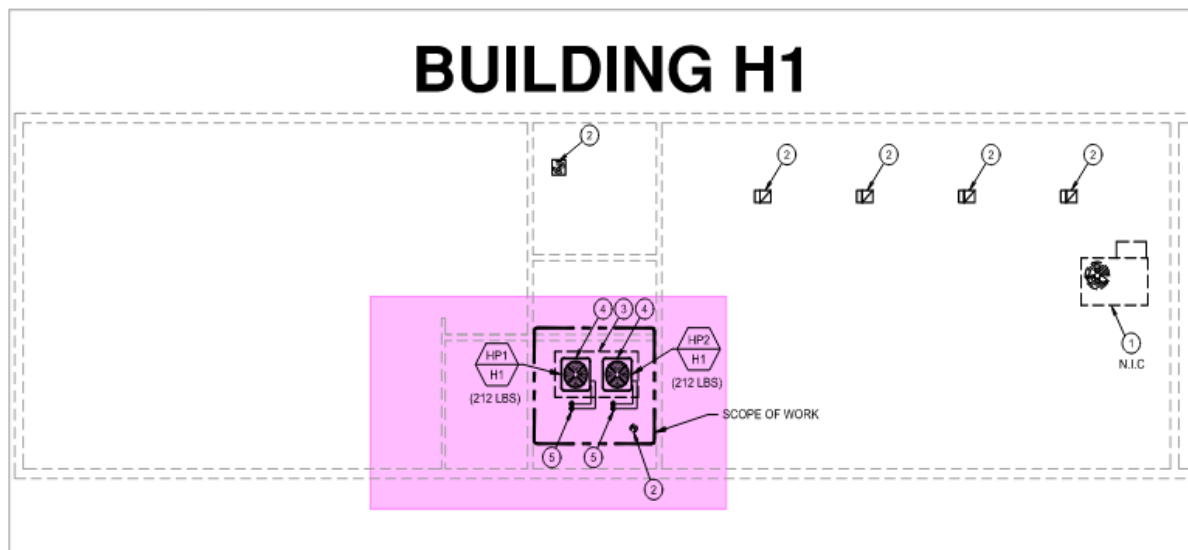 BUILDING H1
2
2
2
2
2
4
3
4
HP1
H1
(212 LBS)
HP2
H1
(212 LBS)
1
N.I.C
SCOPE OF WORK
5
5
2